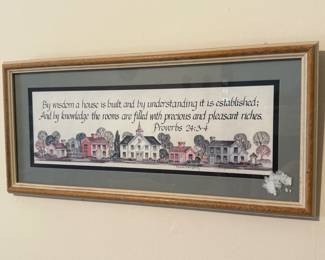 By wisdom a house is built, and by understanding it is established;
And by knowledge the rooms are filled with precious and pleasant riches.
Proverbs 24:3-4